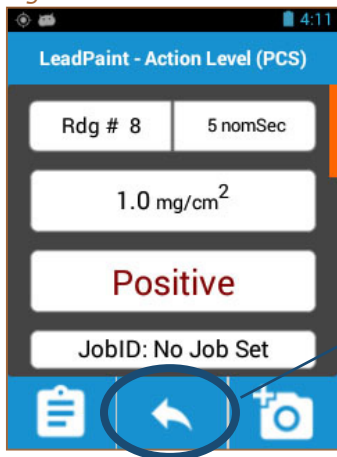 4:11
LeadPaint - Action Level (PCS)
Rdg # 8 5 nomSec
1.0 mg/cm²
Positive
JobID: No Job Set